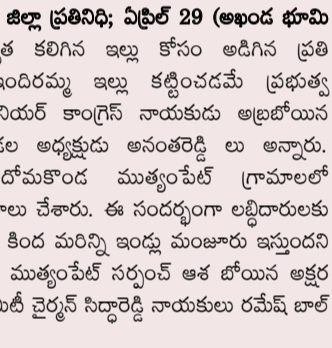 జిల్లా ప్రతినిధి; ఏప్రిల్ 29 (అఖండ భూమి
త కలిగిన ఇల్లు కోసం అడిగిన ప్రతి
ఇందిరమ్మ ఇల్లు కట్టించడమే ప్రభుత్వ
నియర్ కాంగ్రెస్ నాయకుడు అబ్రబోయిన
డల అధ్యక్షుడు అనంతరెడ్డి లు అన్నారు.
దోమకొండ ముత్యంపేట్ గ్రామాలలో
పాలు చేశారు. ఈ సందర్భంగా లబ్ధిదారులకు
కింద మరిన్ని ఇండ్లు మంజూరు ఇస్తుందని
ముత్యంపేట్ సర్పంచ్ ఆశ బోయిన అక్షర
మిటీ చైర్మన్ సిద్ధారెడ్డి నాయకులు రమేష్ బాల్